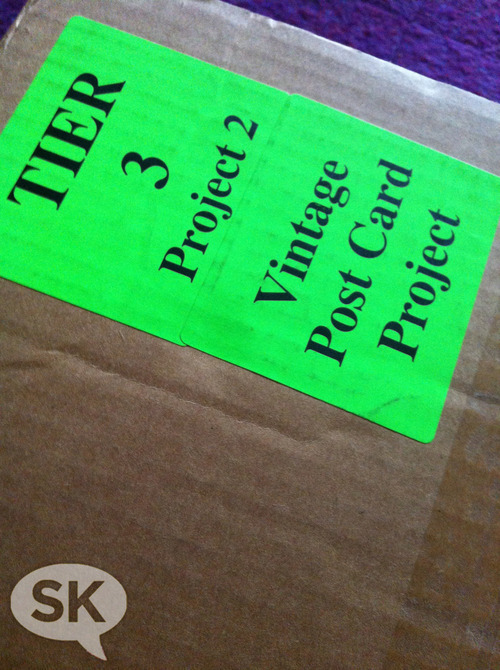 TIER
3
Project 2
Vintage
Post Card
Project
SK